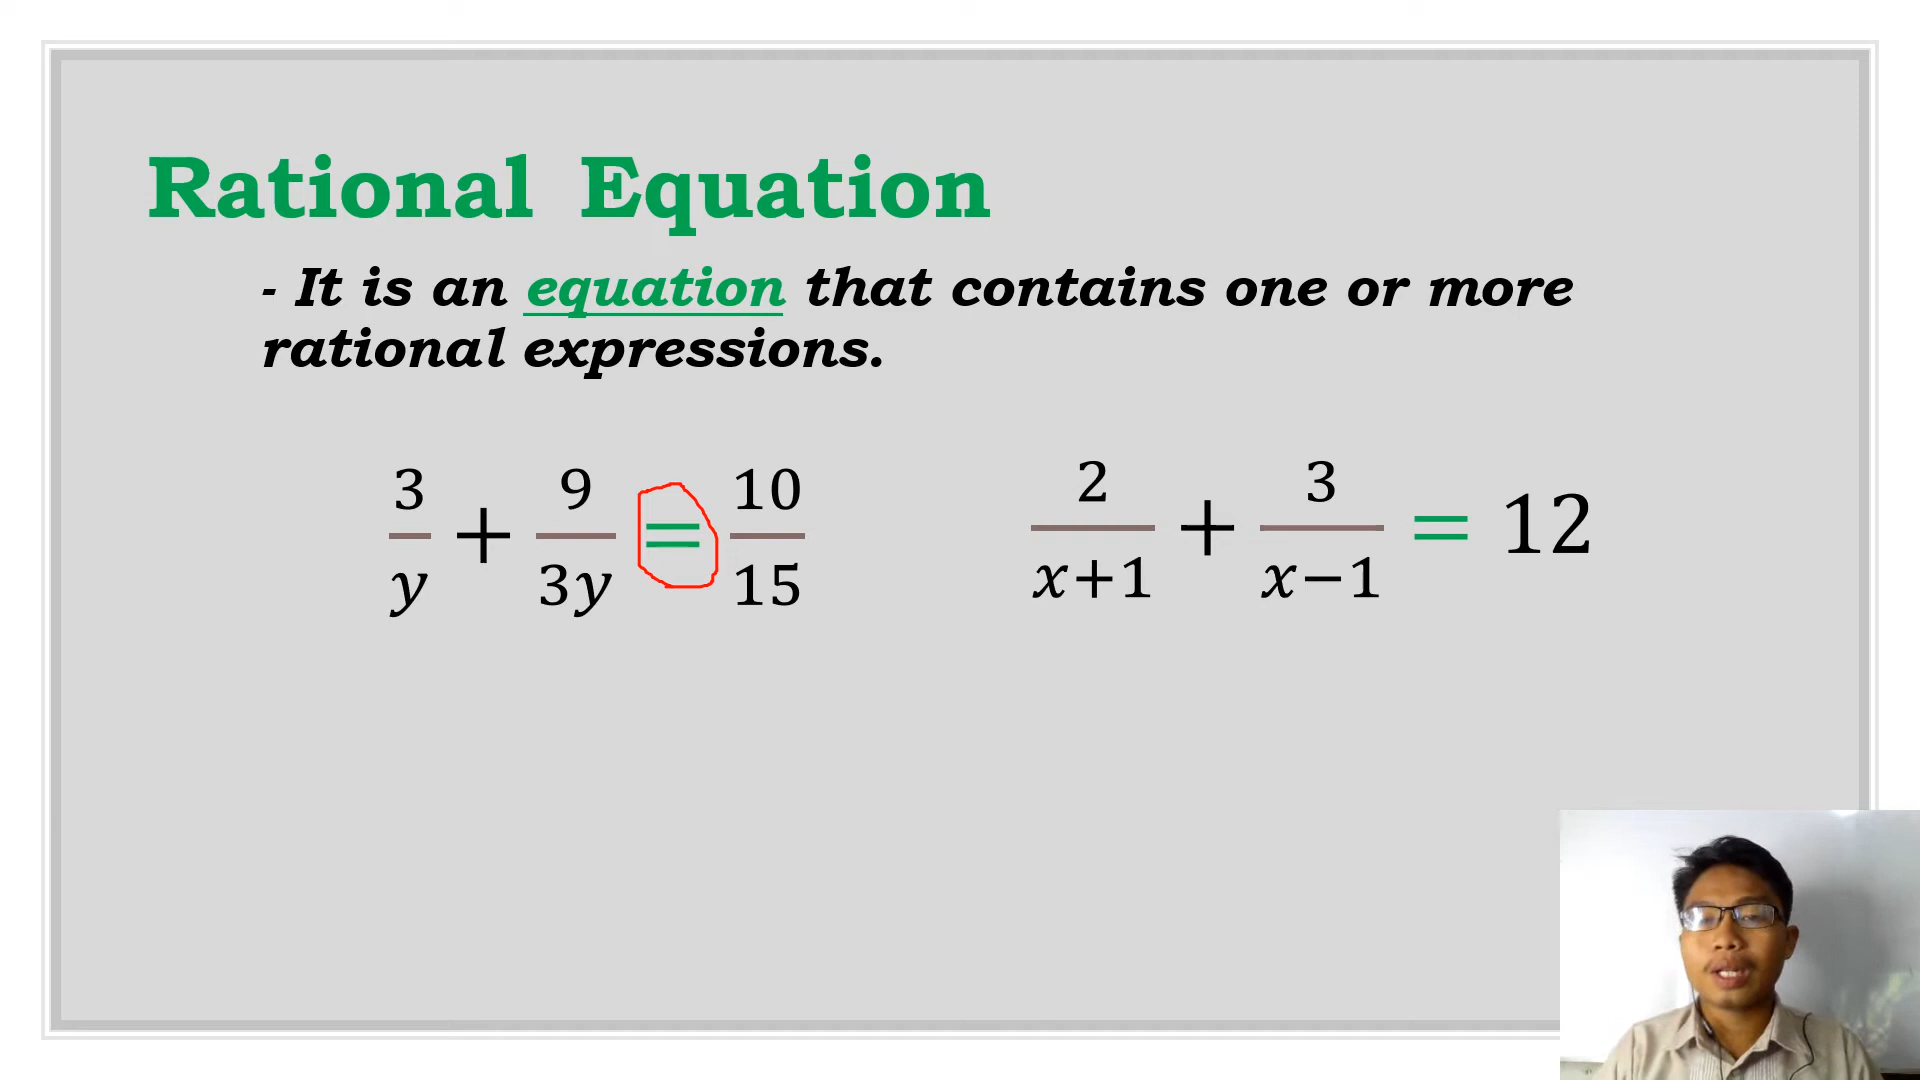 Rational Equation
- It is an equation that contains one or more
rational expressions.
3/y + 9/3y = 10/15
2/x+1 + 3/x−1 = 12